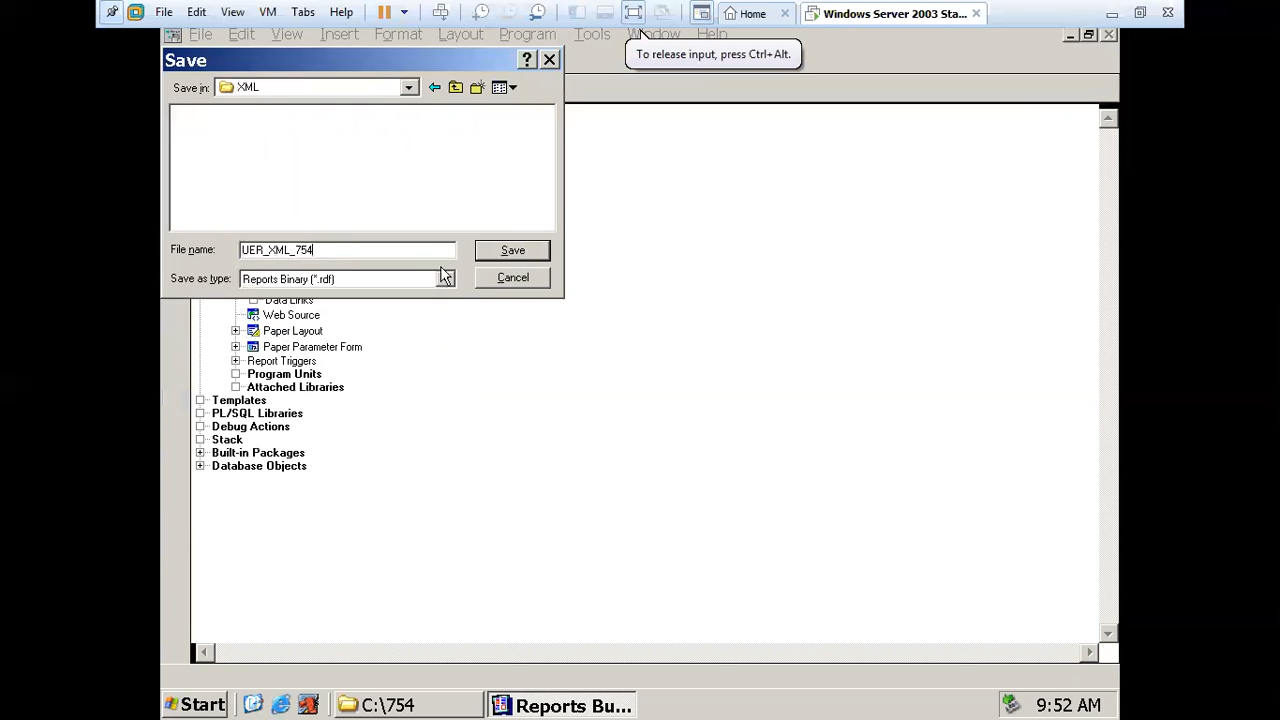 File Edit View VM Tabs Help Home Windows Server 2003 Sta...
File Edit View Insert Format Layout Program Tools Window Help
To release input, press Ctrl+Alt.
Save
Save in: XML
File name: UER_XML_754 Save
Save as type: Reports Binary (*.rdf) Cancel
Data Links
Web Source
Paper Layout
Paper Parameter Form
Report Triggers
Program Units
Attached Libraries
Templates
PL/SQL Libraries
Debug Actions
Stack
Built-in Packages
Database Objects
Start C:\754 Reports Bu... 9:52 AM